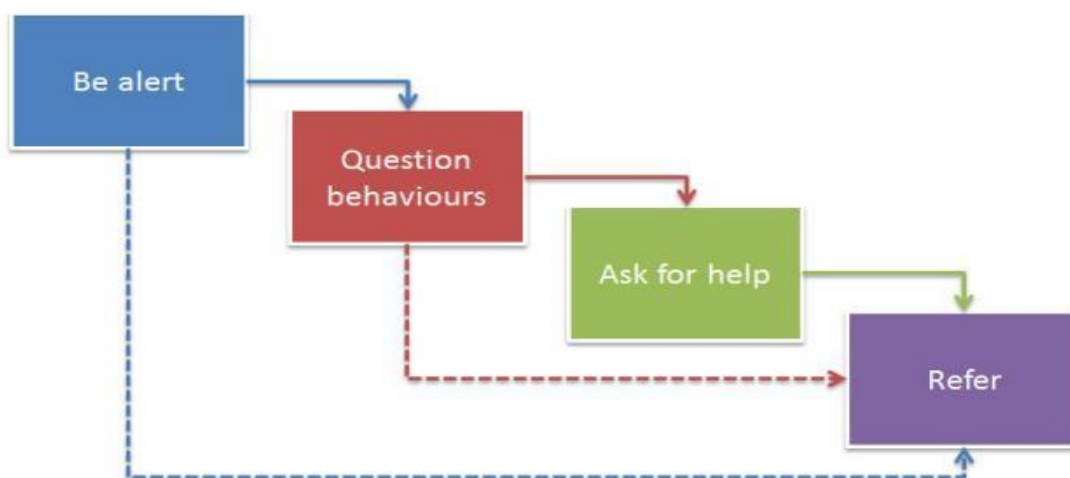 Be alert
Question
behaviours
Ask for help
Refer